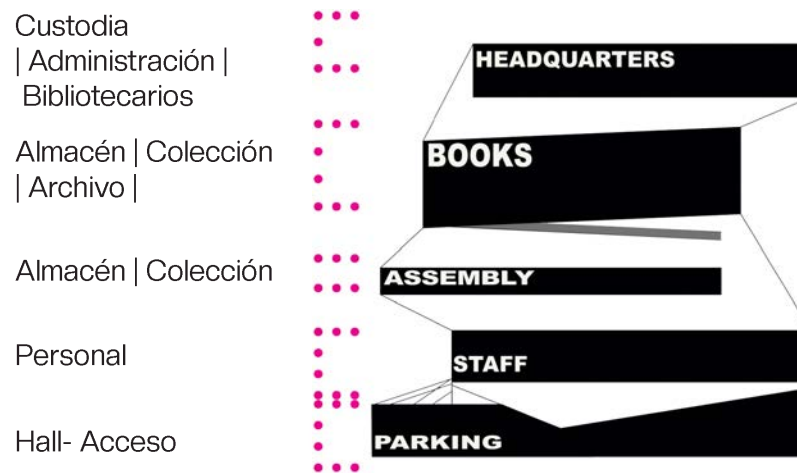 Custodia
| Administración |
Bibliotecarios
HEADQUARTERS
Almacén | Colección
| Archivo |
BOOKS
Almacén | Colección
ASSEMBLY
Personal
STAFF
Hall- Acceso
PARKING